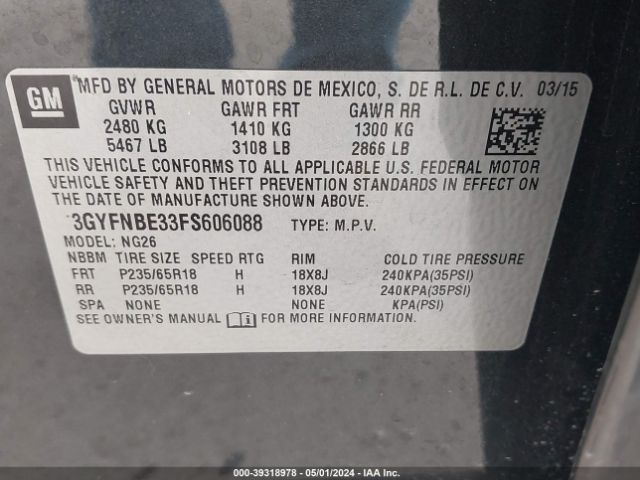 GM
MFD BY GENERAL MOTORS DE MEXICO, S. DE R.L. DE C.V. 03/15
GVWR GAWR FRT GAWR RR
2480 KG 1410 KG 1300 KG
5467 LB 3108 LB 2866 LB
THIS VEHICLE CONFORMS TO ALL APPLICABLE U.S. FEDERAL MOTOR
VEHICLE SAFETY AND THEFT PREVENTION STANDARDS IN EFFECT ON
THE DATE OF MANUFACTURE SHOWN ABOVE.
3GYFNBE33FS606088 TYPE: M.P.V.
MODEL: NG26
NBBM TIRE SIZE SPEED RTG RIM COLD TIRE PRESSURE
FRT P235/65R18 H 18X8J 240KPA(35PSI)
RR P235/65R18 H 18X8J 240KPA(35PSI)
SPA NONE NONE KPA(PSI)
SEE OWNER'S MANUAL FOR MORE INFORMATION.
000-39318978 - 05/01/2024 - IAA Inc.